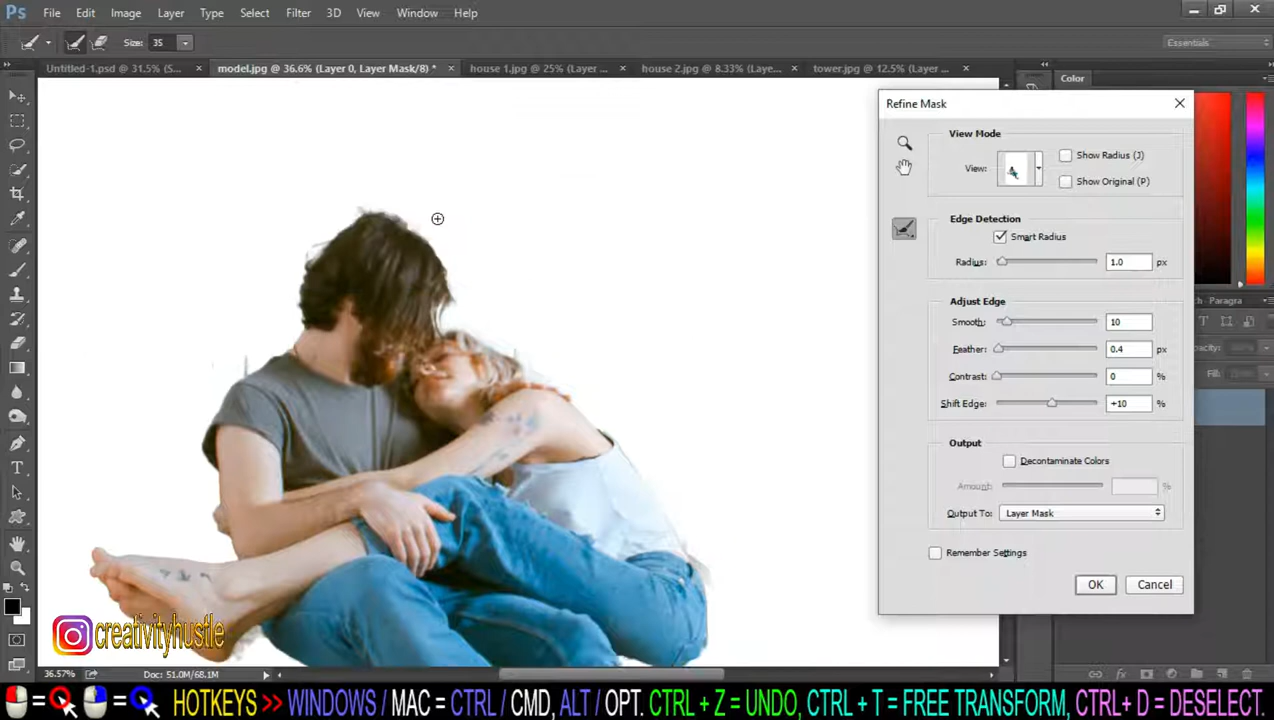 Ps File Edit Image Layer Type Select Filter 3D View Window Help
Size: 35 Essentials
Untitled-1.psd @ 31.5% (S... × model.jpg @ 36.6% (Layer 0, Layer Mask/8) * × house 1.jpg @ 25% (Layer ... × house 2.jpg @ 8.33% (Laye... × tower.jpg @ 12.5% (Layer ... ×
Color
Refine Mask
View Mode
View:
Show Radius (J)
Show Original (P)
Edge Detection
Smart Radius
Radius: 1.0 px
Adjust Edge
Smooth: 10
Feather: 0.4 px
Contrast: 0 %
Shift Edge: +10 %
Output
Decontaminate Colors
Amount: %
Output To: Layer Mask
Remember Settings
OK Cancel
Paragra
Fill:
creativityhustle
36.57% Doc: 51.0M/68.1M
= = HOTKEYS >> WINDOWS / MAC = CTRL / CMD, ALT / OPT. CTRL + Z = UNDO, CTRL + T = FREE TRANSFORM, CTRL + D = DESELECT.